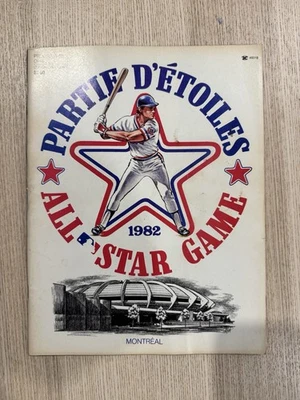 PARTIE D'ÉTOILES
1982
ALL STAR GAME
MONTRÉAL